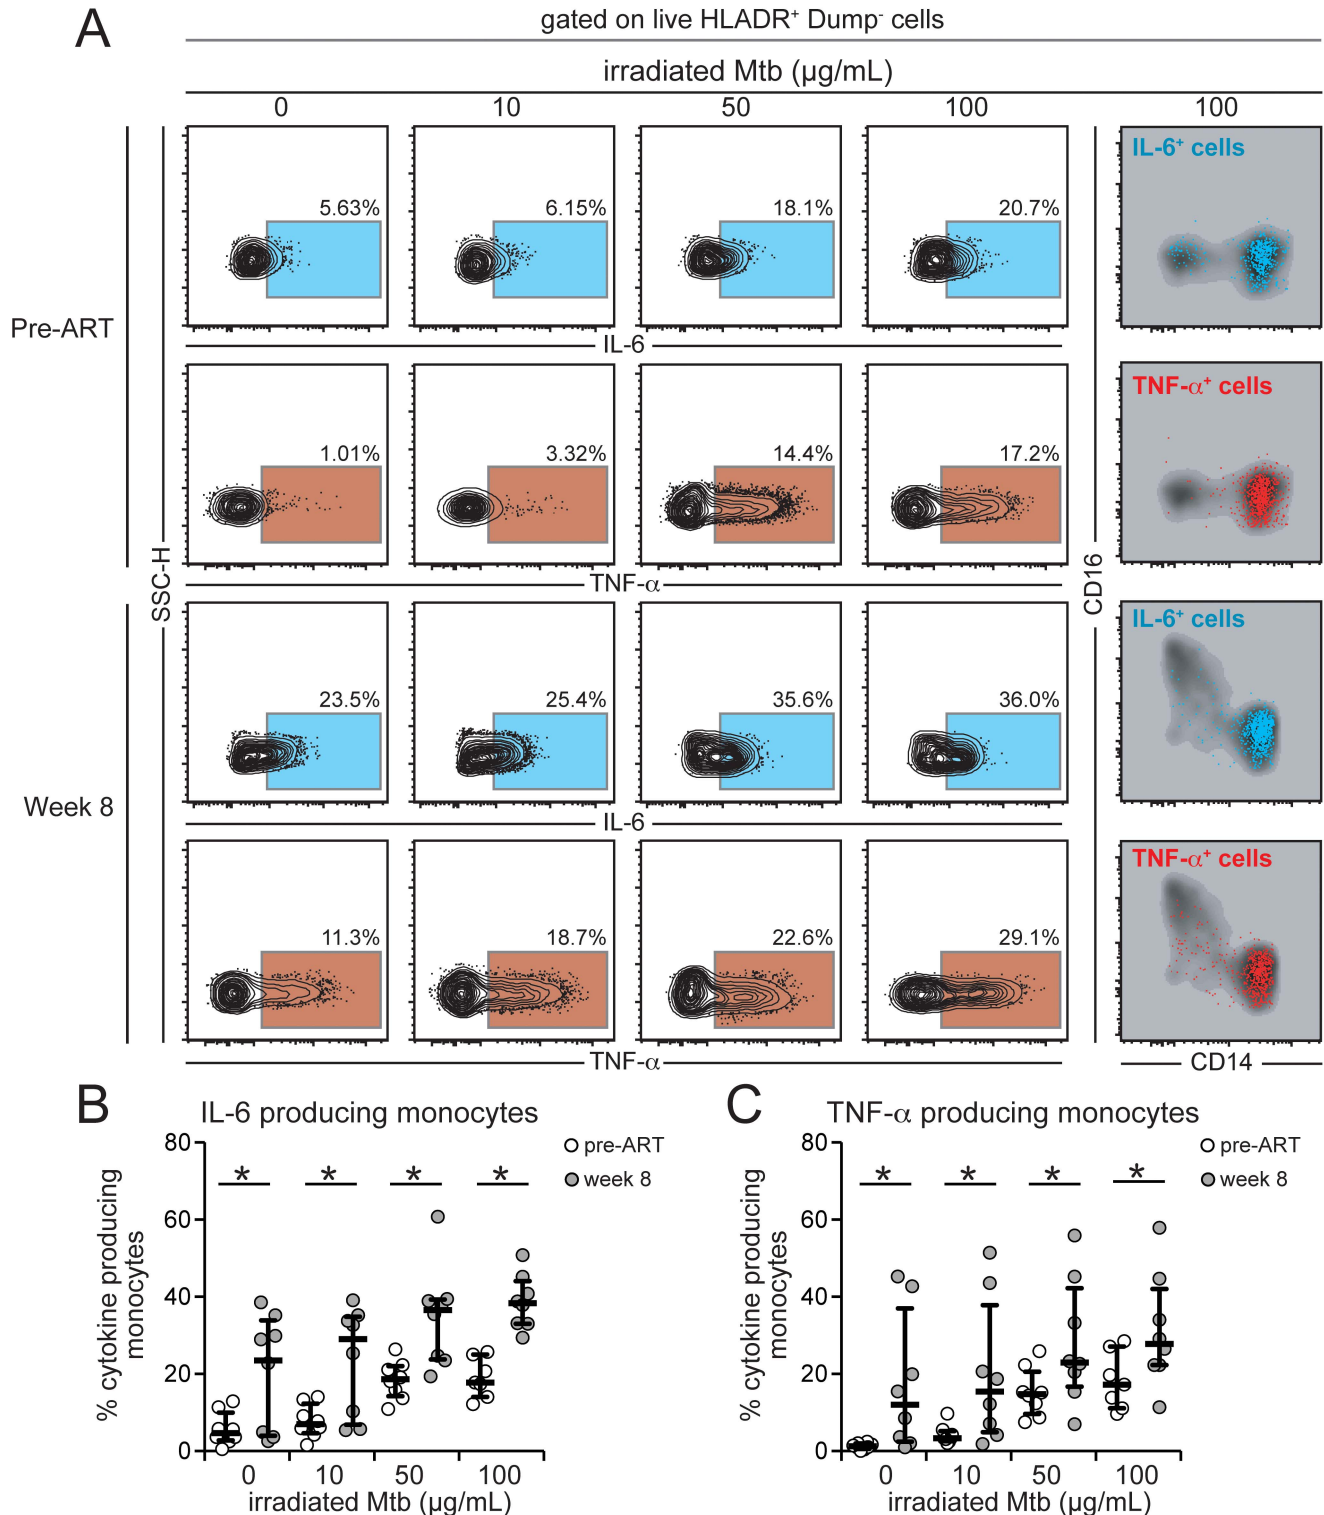 A
gated on live HLADR⁺ Dump⁻ cells
irradiated Mtb (µg/mL)
0 10 50 100 100
Pre-ART
SSC-H
5.63% 6.15% 18.1% 20.7%
IL-6
IL-6⁺ cells
1.01% 3.32% 14.4% 17.2%
TNF-α
TNF-α⁺ cells
CD16
Week 8
23.5% 25.4% 35.6% 36.0%
IL-6
IL-6⁺ cells
11.3% 18.7% 22.6% 29.1%
TNF-α
TNF-α⁺ cells
CD14
B
IL-6 producing monocytes
% cytokine producing
monocytes
80
60
40
20
0
* * * *
pre-ART
week 8
0 10 50 100
irradiated Mtb (µg/mL)
C
TNF-α producing monocytes
% cytokine producing
monocytes
80
60
40
20
0
* * * *
pre-ART
week 8
0 10 50 100
irradiated Mtb (µg/mL)